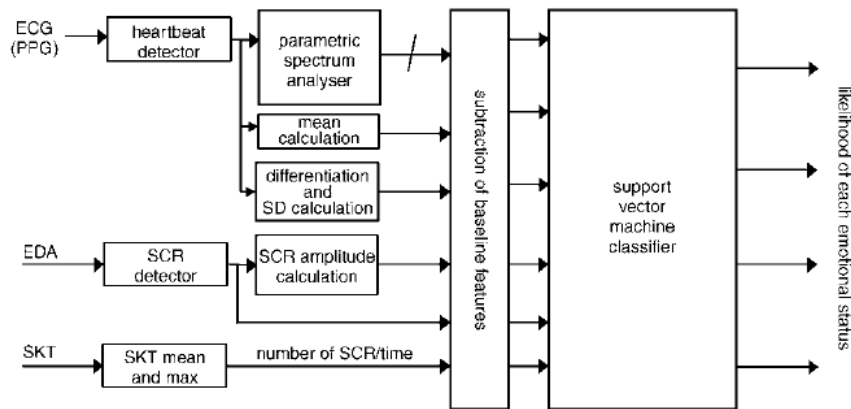 ECG
(PPG)
heartbeat
detector
parametric
spectrum
analyser
mean
calculation
differentiation
and
SD calculation
EDA
SCR
detector
SCR amplitude
calculation
SKT
SKT mean
and max
number of SCR/time
subtraction of baseline features
support
vector
machine
classifier
likelihood of each emotional status